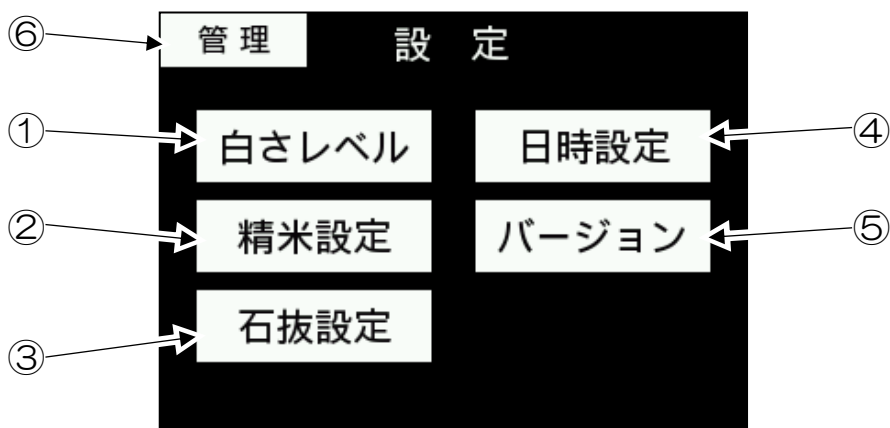 ⑥ 管理 設定
① 白さレベル 日時設定 ④
② 精米設定 バージョン ⑤
③ 石抜設定